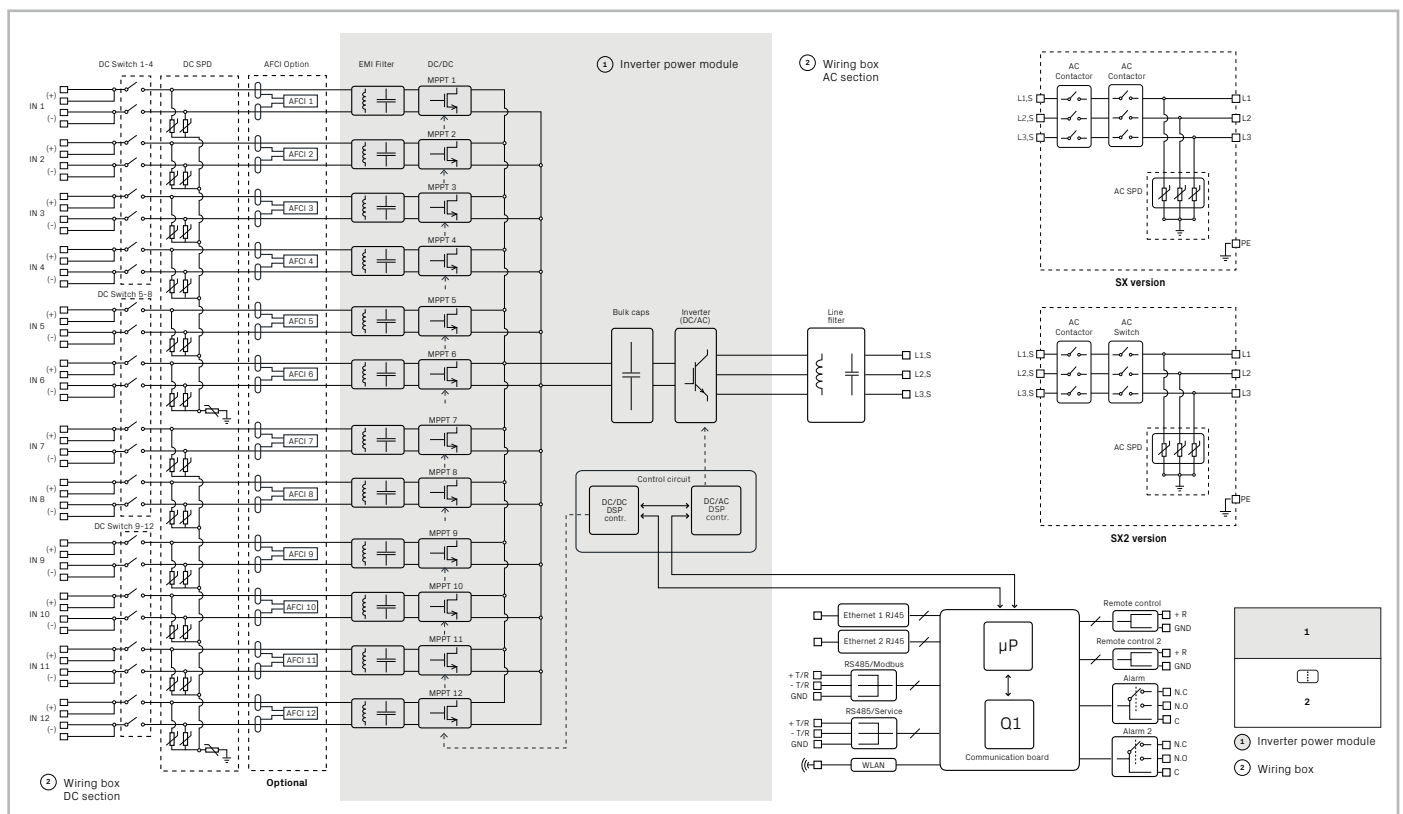 DC Switch 1-4
DC SPD
AFCI Option
EMI Filter
DC/DC
1 Inverter power module
2 Wiring box
AC section
MPPT 1
(+)
IN 1
(-)
AFCI 1
MPPT 2
(+)
IN 2
(-)
AFCI 2
MPPT 3
(+)
IN 3
(-)
AFCI 3
MPPT 4
(+)
IN 4
(-)
AFCI 4
DC Switch 5-8
MPPT 5
(+)
IN 5
(-)
AFCI 5
MPPT 6
(+)
IN 6
(-)
AFCI 6
MPPT 7
(+)
IN 7
(-)
AFCI 7
MPPT 8
(+)
IN 8
(-)
AFCI 8
DC Switch 9-12
MPPT 9
(+)
IN 9
(-)
AFCI 9
MPPT 10
(+)
IN 10
(-)
AFCI 10
MPPT 11
(+)
IN 11
(-)
AFCI 11
MPPT 12
(+)
IN 12
(-)
AFCI 12
2 Wiring box
DC section
Optional
Bulk caps
Inverter
(DC/AC)
Line
filter
L1,S
L2,S
L3,S
Control circuit
DC/DC
DSP
contr.
DC/AC
DSP
contr.
AC
Contactor
AC
Contactor
L1,S
L2,S
L3,S
L1
L2
L3
AC SPD
PE
SX version
AC
Contactor
AC
Switch
L1,S
L2,S
L3,S
L1
L2
L3
AC SPD
PE
SX2 version
Ethernet 1 RJ45
Ethernet 2 RJ45
RS485/Modbus
+ T/R
- T/R
GND
RS485/Service
+ T/R
- T/R
GND
WLAN
µP
Q1
Communication board
Remote control
+ R
GND
Remote control 2
+ R
GND
Alarm
N.C
N.O
C
Alarm 2
N.C
N.O
C
1
2
1 Inverter power module
2 Wiring box